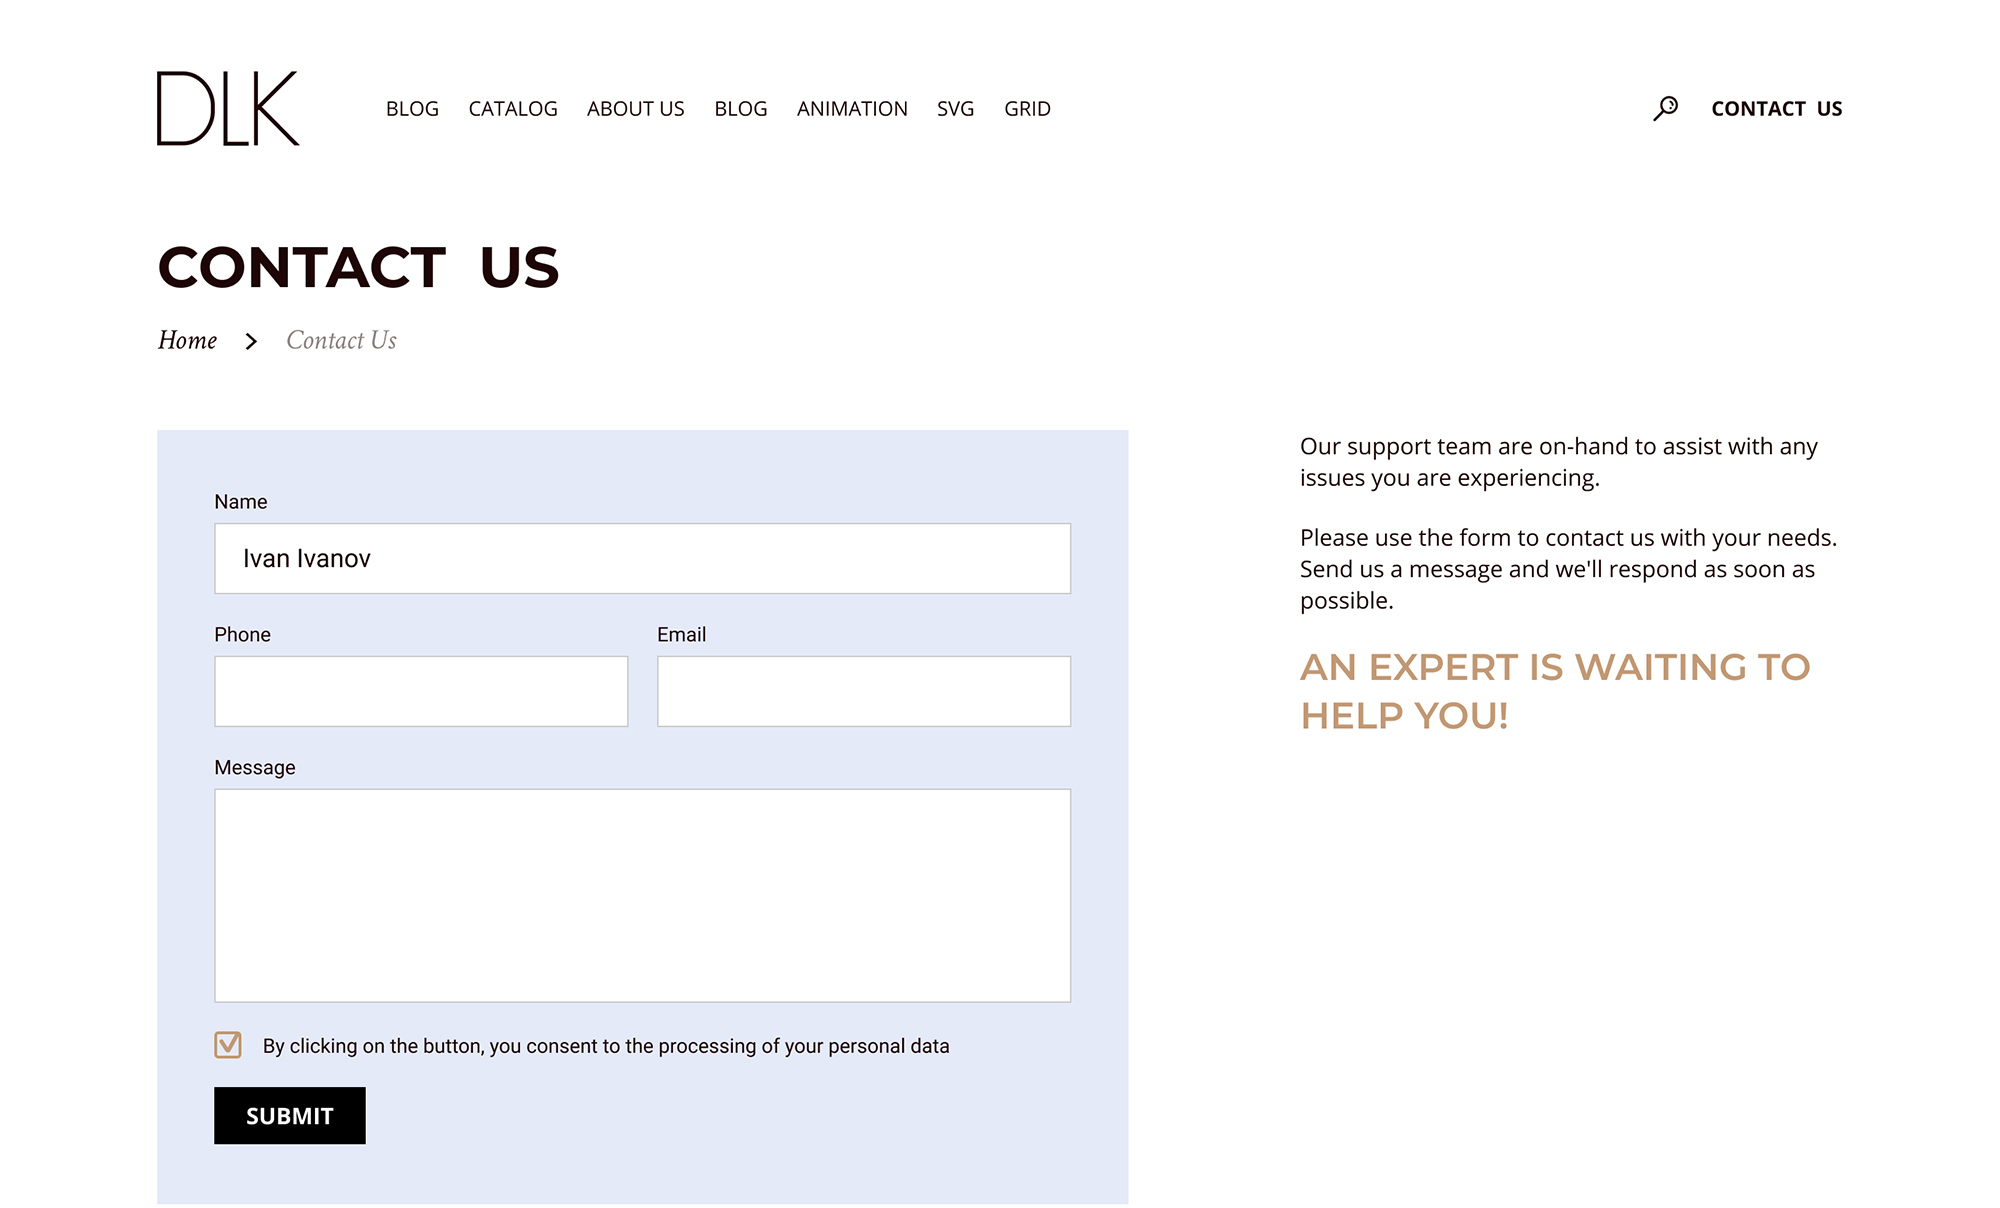 DLK
BLOG CATALOG ABOUT US BLOG ANIMATION SVG GRID
CONTACT US
CONTACT US
Home > Contact Us
Name
Ivan Ivanov
Phone Email
Message
By clicking on the button, you consent to the processing of your personal data
SUBMIT
Our support team are on-hand to assist with any
issues you are experiencing.
Please use the form to contact us with your needs.
Send us a message and we'll respond as soon as
possible.
AN EXPERT IS WAITING TO
HELP YOU!